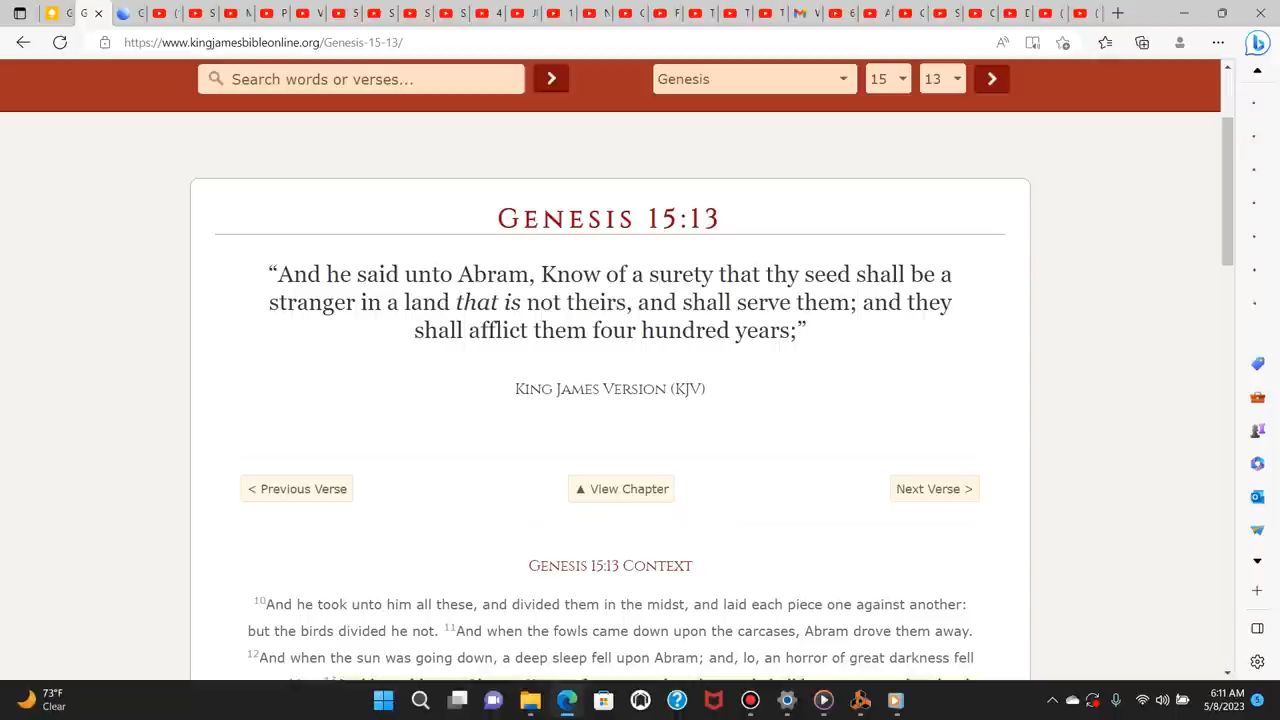 G
G
(
S
N
F
V
S
S
S
4
JI
1
N
C
F
T
T
T
V
6
A
C
S
C
D
(
(
https://www.kingjamesbibleonline.org/Genesis-15-13/
Search words or verses...
Genesis
15
13
Genesis 15:13
“And he said unto Abram, Know of a surety that thy seed shall be a
stranger in a land that is not theirs, and shall serve them; and they
shall afflict them four hundred years;”
King James Version (KJV)
< Previous Verse
▲ View Chapter
Next Verse >
Genesis 15:13 Context
10And he took unto him all these, and divided them in the midst, and laid each piece one against another:
but the birds divided he not. 11And when the fowls came down upon the carcases, Abram drove them away.
12And when the sun was going down, a deep sleep fell upon Abram; and, lo, an horror of great darkness fell
73°F
Clear
6:11 AM
5/8/2023